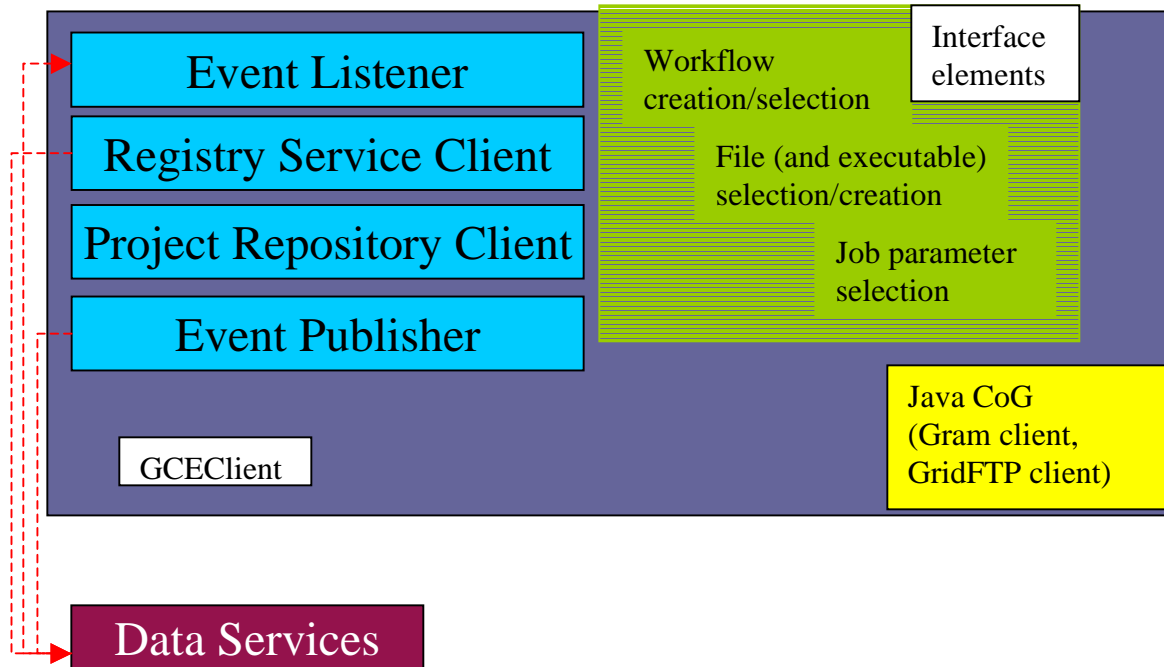 Event Listener
Registry Service Client
Project Repository Client
Event Publisher
GCEClient
Interface
elements
Workflow
creation/selection
File (and executable)
selection/creation
Job parameter
selection
Java CoG
(Gram client,
GridFTP client)
Data Services